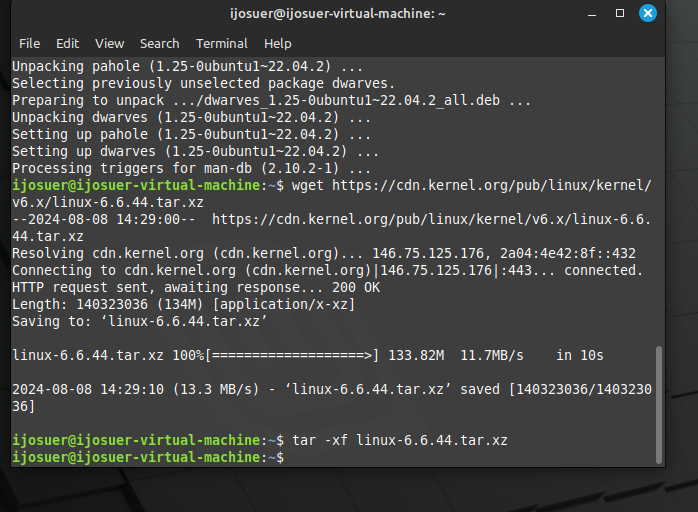 ijosuer@ijosuer-virtual-machine: ~
File Edit View Search Terminal Help
Unpacking pahole (1.25-0ubuntu1~22.04.2) ...
Selecting previously unselected package dwarves.
Preparing to unpack .../dwarves_1.25-0ubuntu1~22.04.2_all.deb ...
Unpacking dwarves (1.25-0ubuntu1~22.04.2) ...
Setting up pahole (1.25-0ubuntu1~22.04.2) ...
Setting up dwarves (1.25-0ubuntu1~22.04.2) ...
Processing triggers for man-db (2.10.2-1) ...
ijosuer@ijosuer-virtual-machine:~$ wget https://cdn.kernel.org/pub/linux/kernel/
v6.x/linux-6.6.44.tar.xz
--2024-08-08 14:29:00--  https://cdn.kernel.org/pub/linux/kernel/v6.x/linux-6.6.
44.tar.xz
Resolving cdn.kernel.org (cdn.kernel.org)... 146.75.125.176, 2a04:4e42:8f::432
Connecting to cdn.kernel.org (cdn.kernel.org)|146.75.125.176|:443... connected.
HTTP request sent, awaiting response... 200 OK
Length: 140323036 (134M) [application/x-xz]
Saving to: ‘linux-6.6.44.tar.xz’
linux-6.6.44.tar.xz 100%[===================>] 133.82M  11.7MB/s    in 10s
2024-08-08 14:29:10 (13.3 MB/s) - ‘linux-6.6.44.tar.xz’ saved [140323036/1403230
36]
ijosuer@ijosuer-virtual-machine:~$ tar -xf linux-6.6.44.tar.xz
ijosuer@ijosuer-virtual-machine:~$